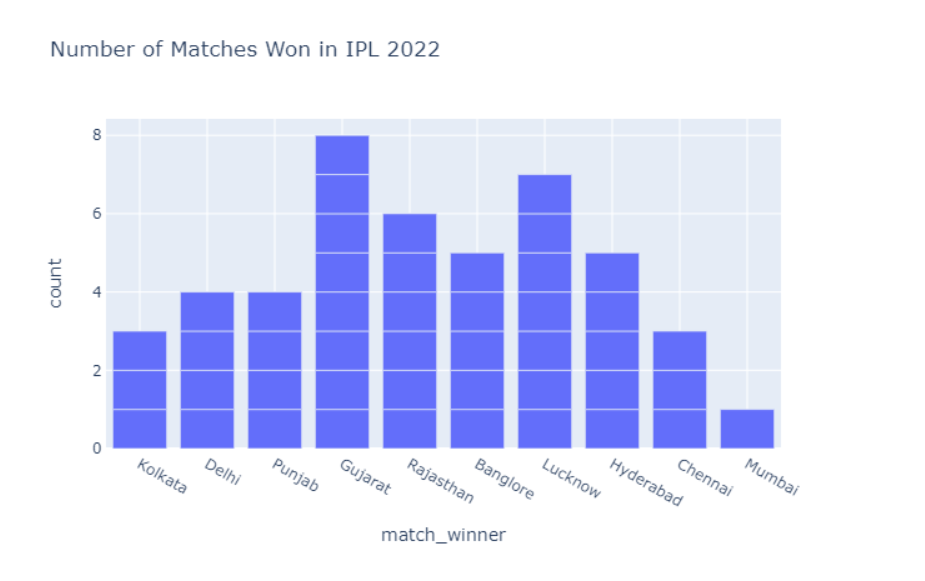 Number of Matches Won in IPL 2022
8
6
4
2
0
count
Kolkata
Delhi
Punjab
Gujarat
Rajasthan
Banglore
Lucknow
Hyderabad
Chennai
Mumbai
match_winner